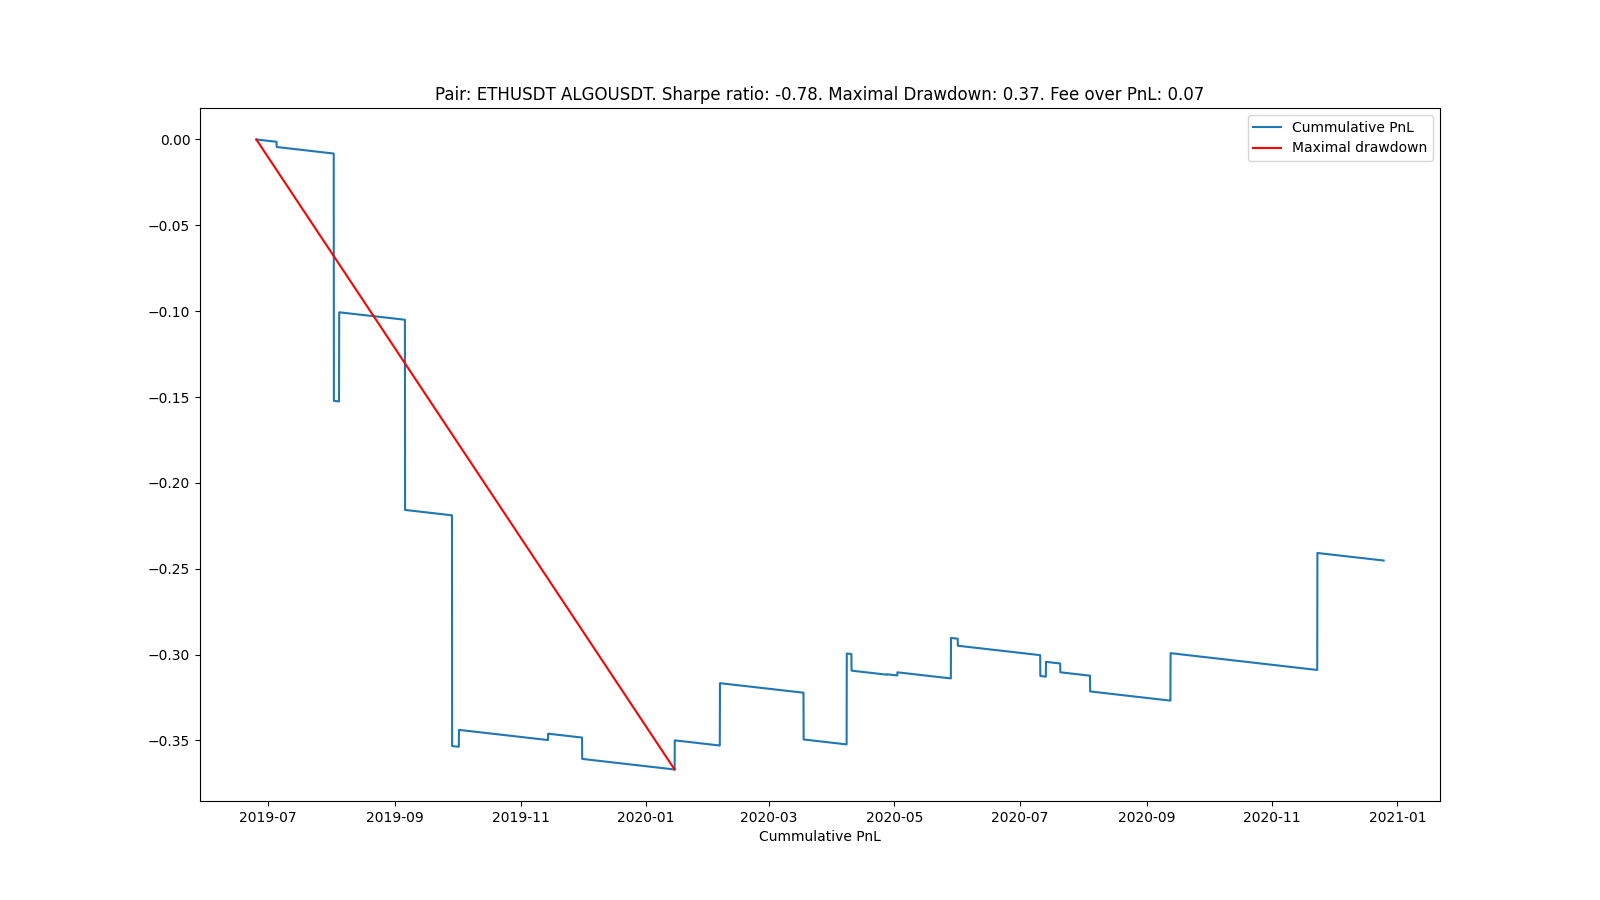 Pair: ETHUSDT ALGOUSDT. Sharpe ratio: -0.78. Maximal Drawdown: 0.37. Fee over PnL: 0.07
Cummulative PnL
Maximal drawdown
0.00
−0.05
−0.10
−0.15
−0.20
−0.25
−0.30
−0.35
2019-07 2019-09 2019-11 2020-01 2020-03 2020-05 2020-07 2020-09 2020-11 2021-01
Cummulative PnL